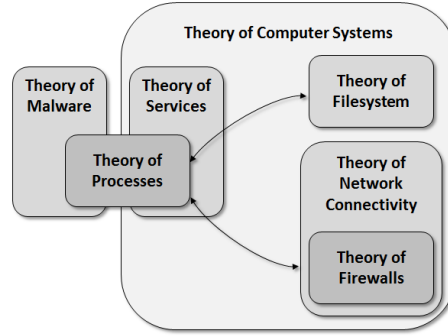 Theory of Computer Systems
Theory of
Malware
Theory of
Services
Theory of
Filesystem
Theory of
Processes
Theory of
Network
Connectivity
Theory of
Firewalls